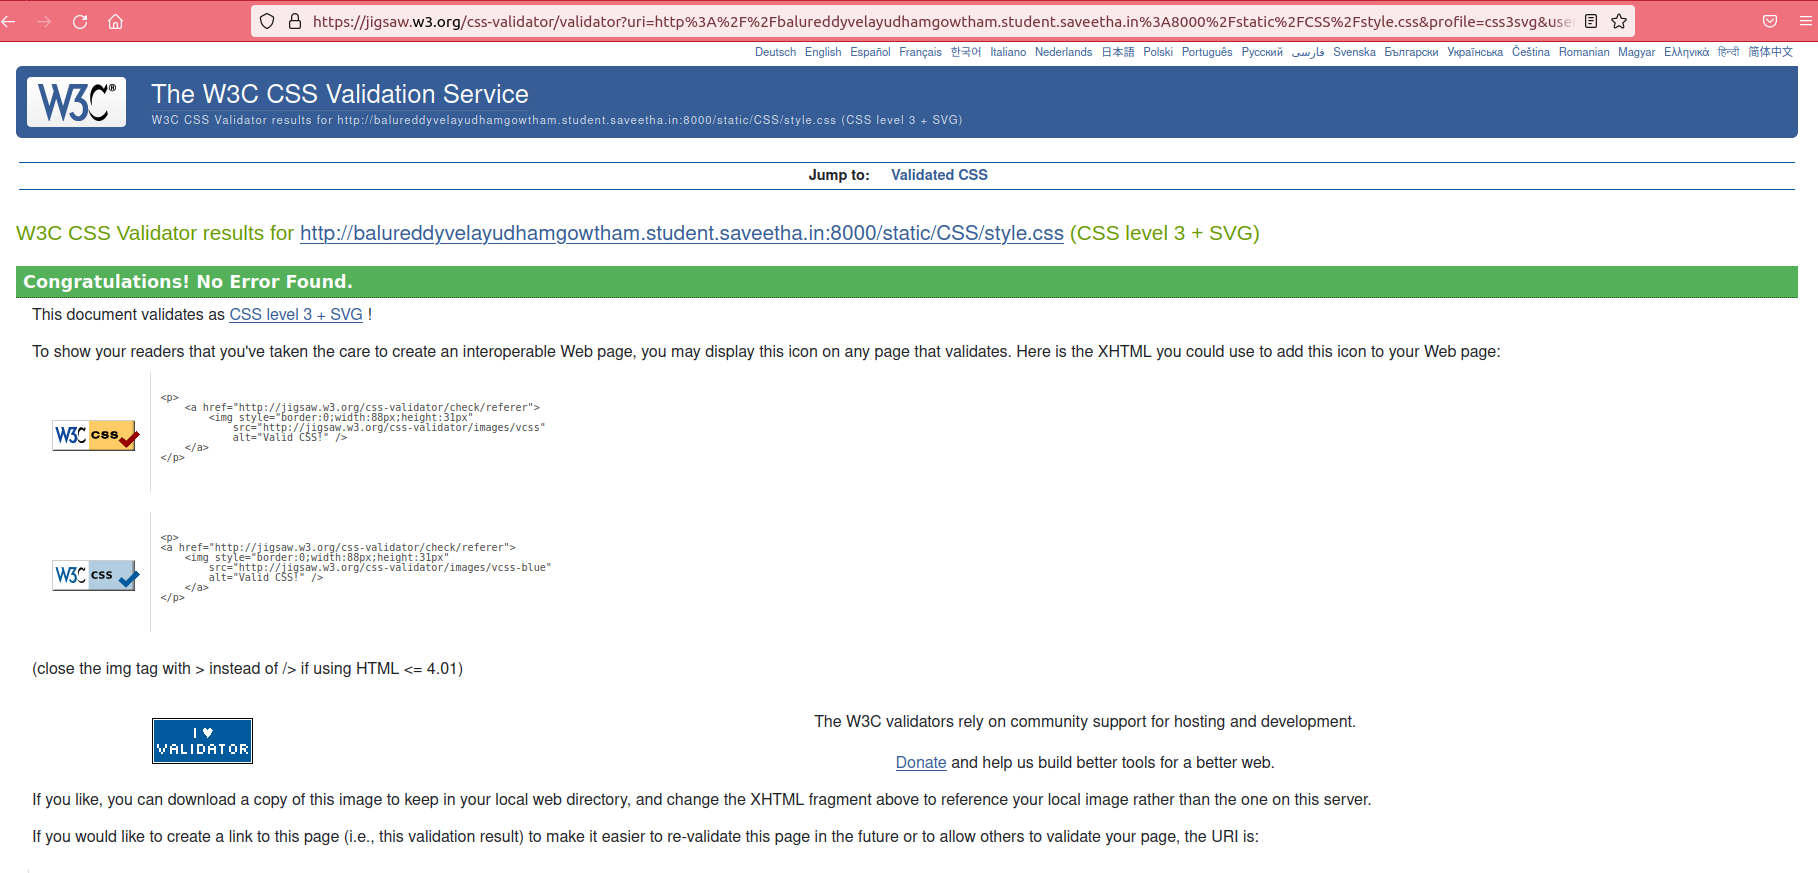 https://jigsaw.w3.org/css-validator/validator?uri=http%3A%2F%2Fbalureddyvelayudhamgowtham.student.saveetha.in%3A8000%2Fstatic%2FCSS%2Fstyle.css&profile=css3svg&use
Deutsch English Español Français 한국어 Italiano Nederlands 日本語 Polski Português Русский فارسی Svenska Български Українська Čeština Romanian Magyar Ελληνικά हिन्दी 简体中文
W3C®
The W3C CSS Validation Service
W3C CSS Validator results for http://balureddyvelayudhamgowtham.student.saveetha.in:8000/static/CSS/style.css (CSS level 3 + SVG)
Jump to: Validated CSS
W3C CSS Validator results for http://balureddyvelayudhamgowtham.student.saveetha.in:8000/static/CSS/style.css (CSS level 3 + SVG)
Congratulations! No Error Found.
This document validates as CSS level 3 + SVG !
To show your readers that you've taken the care to create an interoperable Web page, you may display this icon on any page that validates. Here is the XHTML you could use to add this icon to your Web page:
W3C css
<p>
<a href="http://jigsaw.w3.org/css-validator/check/referer">
<img style="border:0;width:88px;height:31px"
src="http://jigsaw.w3.org/css-validator/images/vcss"
alt="Valid CSS!" />
</a>
</p>
W3C css
<p>
<a href="http://jigsaw.w3.org/css-validator/check/referer">
<img style="border:0;width:88px;height:31px"
src="http://jigsaw.w3.org/css-validator/images/vcss-blue"
alt="Valid CSS!" />
</a>
</p>
(close the img tag with > instead of /> if using HTML <= 4.01)
I ♥
VALIDATOR
The W3C validators rely on community support for hosting and development.
Donate and help us build better tools for a better web.
If you like, you can download a copy of this image to keep in your local web directory, and change the XHTML fragment above to reference your local image rather than the one on this server.
If you would like to create a link to this page (i.e., this validation result) to make it easier to re-validate this page in the future or to allow others to validate your page, the URI is: